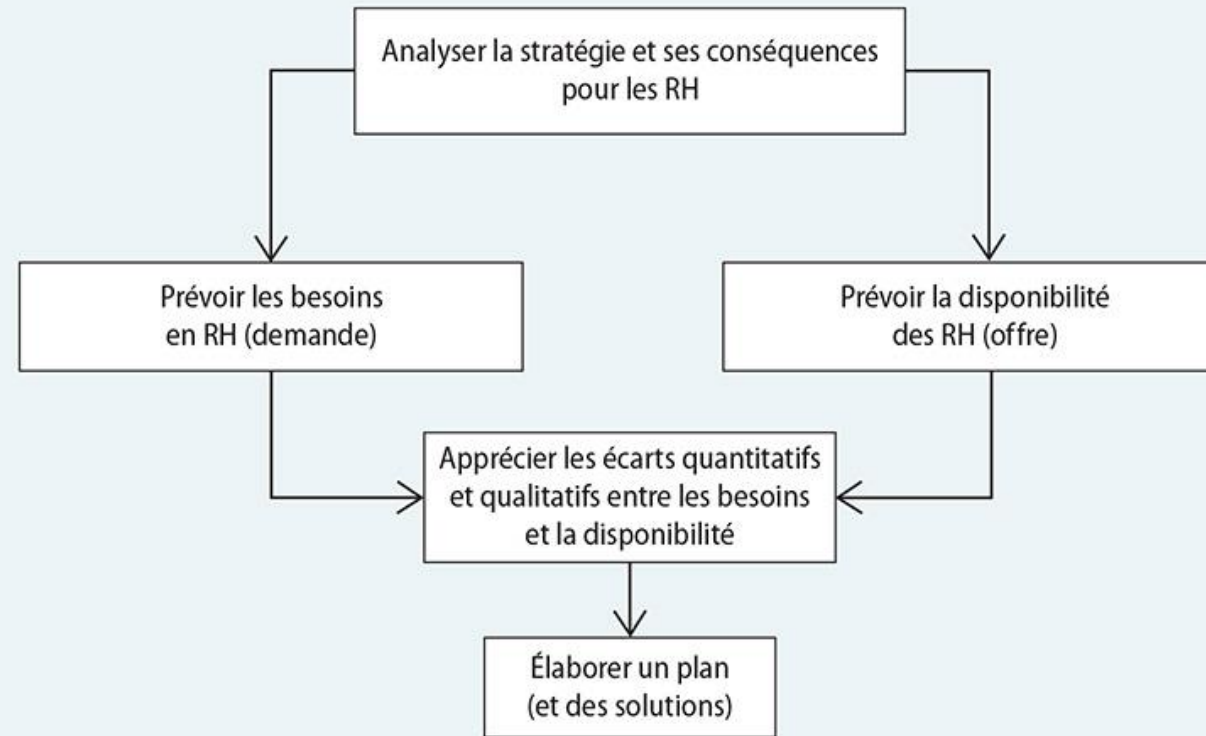 Analyser la stratégie et ses conséquences
pour les RH
Prévoir les besoins
en RH (demande)
Prévoir la disponibilité
des RH (offre)
Apprécier les écarts quantitatifs
et qualitatifs entre les besoins
et la disponibilité
Élaborer un plan
(et des solutions)